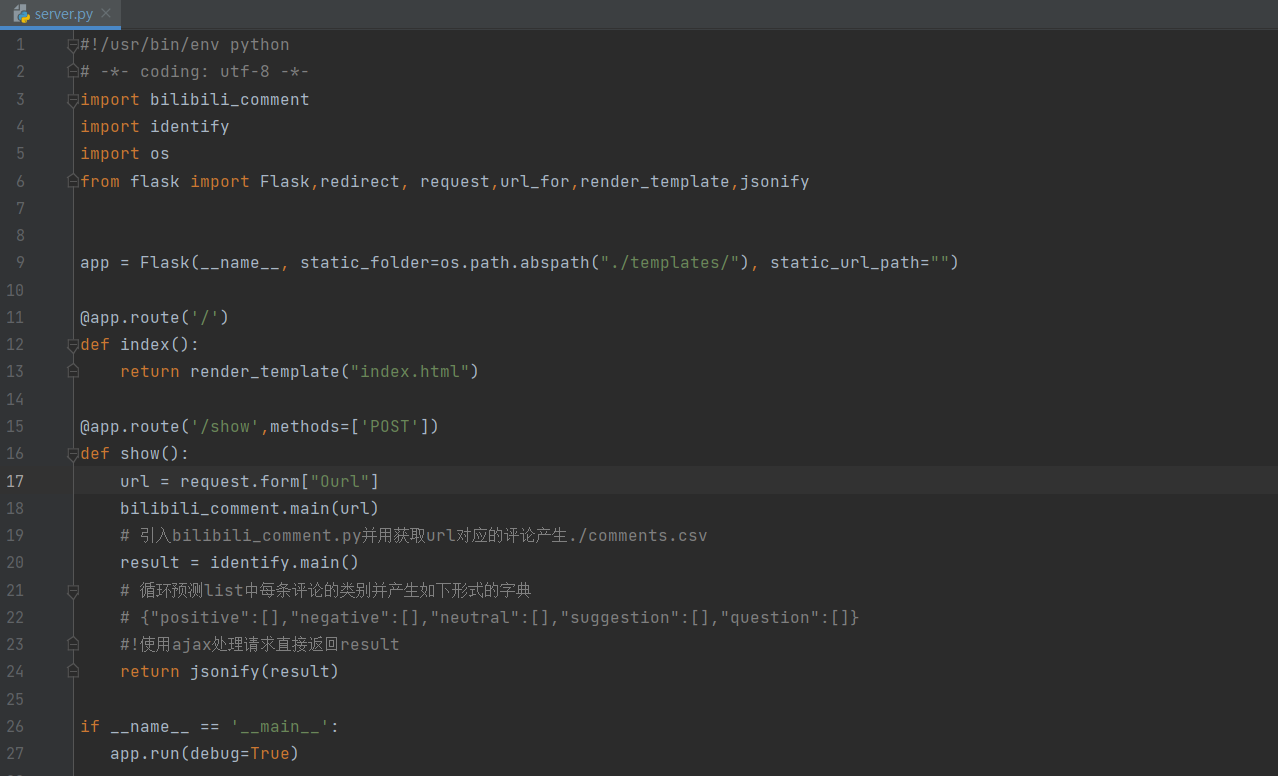 server.py
1 #!/usr/bin/env python
2 # -*- coding: utf-8 -*-
3 import bilibili_comment
4 import identify
5 import os
6 from flask import Flask,redirect, request,url_for,render_template,jsonify
7
8
9 app = Flask(__name__, static_folder=os.path.abspath("./templates/"), static_url_path="")
10
11 @app.route('/')
12 def index():
13     return render_template("index.html")
14
15 @app.route('/show',methods=['POST'])
16 def show():
17     url = request.form["Ourl"]
18     bilibili_comment.main(url)
19     # 引入bilibili_comment.py并用获取url对应的评论产生./comments.csv
20     result = identify.main()
21     # 循环预测list中每条评论的类别并产生如下形式的字典
22     # {"positive":[],"negative":[],"neutral":[],"suggestion":[],"question":[]}
23     #!使用ajax处理请求直接返回result
24     return jsonify(result)
25
26 if __name__ == '__main__':
27    app.run(debug=True)